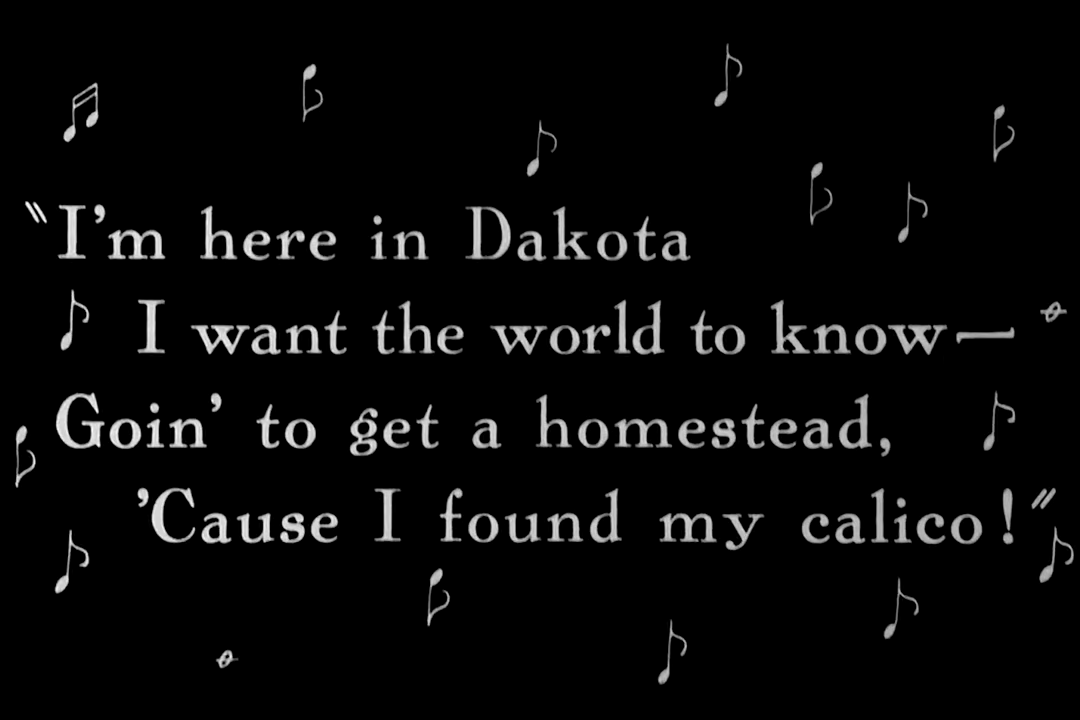 "I'm here in Dakota
I want the world to know—
Goin' to get a homestead,
'Cause I found my calico!"